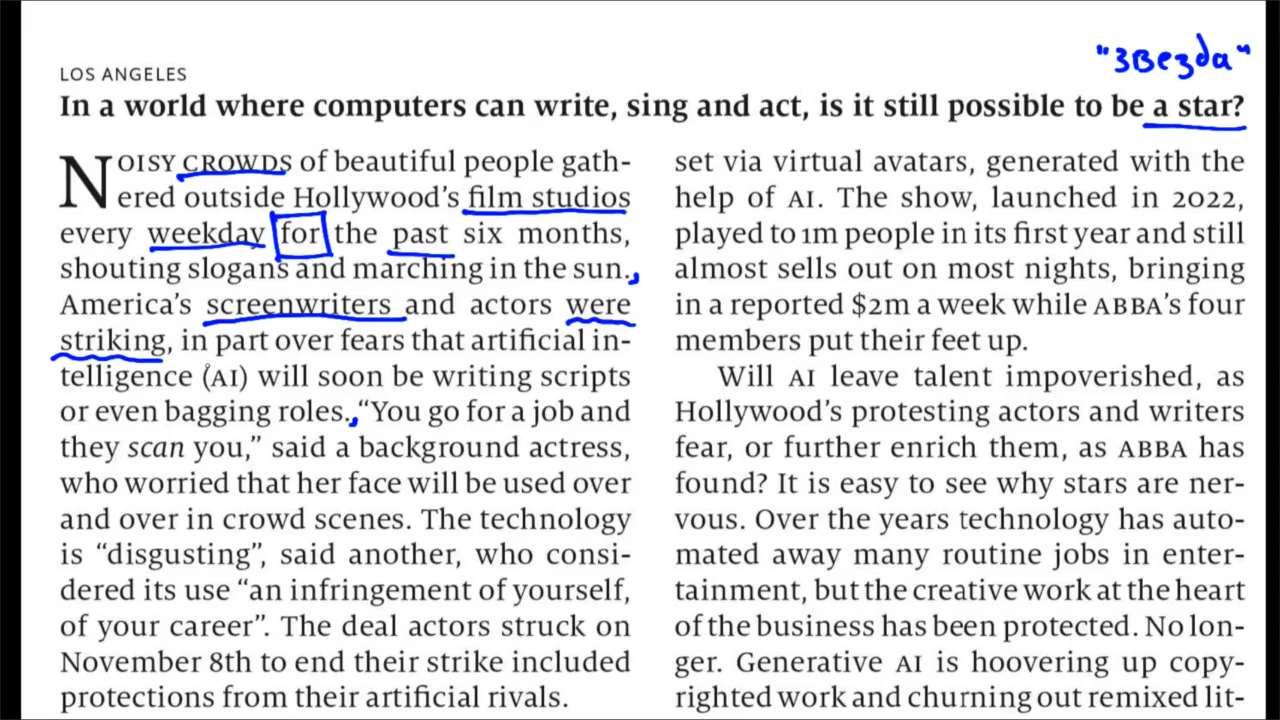 "звезда"
LOS ANGELES
In a world where computers can write, sing and act, is it still possible to be a star?
NOISY CROWDS of beautiful people gath-
ered outside Hollywood's film studios
every weekday for the past six months,
shouting slogans and marching in the sun.
America's screenwriters and actors were
striking, in part over fears that artificial in-
telligence (AI) will soon be writing scripts
or even bagging roles. "You go for a job and
they scan you," said a background actress,
who worried that her face will be used over
and over in crowd scenes. The technology
is "disgusting", said another, who consi-
dered its use "an infringement of yourself,
of your career". The deal actors struck on
November 8th to end their strike included
protections from their artificial rivals.
set via virtual avatars, generated with the
help of AI. The show, launched in 2022,
played to 1m people in its first year and still
almost sells out on most nights, bringing
in a reported $2m a week while ABBA's four
members put their feet up.
Will AI leave talent impoverished, as
Hollywood's protesting actors and writers
fear, or further enrich them, as ABBA has
found? It is easy to see why stars are ner-
vous. Over the years technology has auto-
mated away many routine jobs in enter-
tainment, but the creative work at the heart
of the business has been protected. No lon-
ger. Generative AI is hoovering up copy-
righted work and churning out remixed lit-